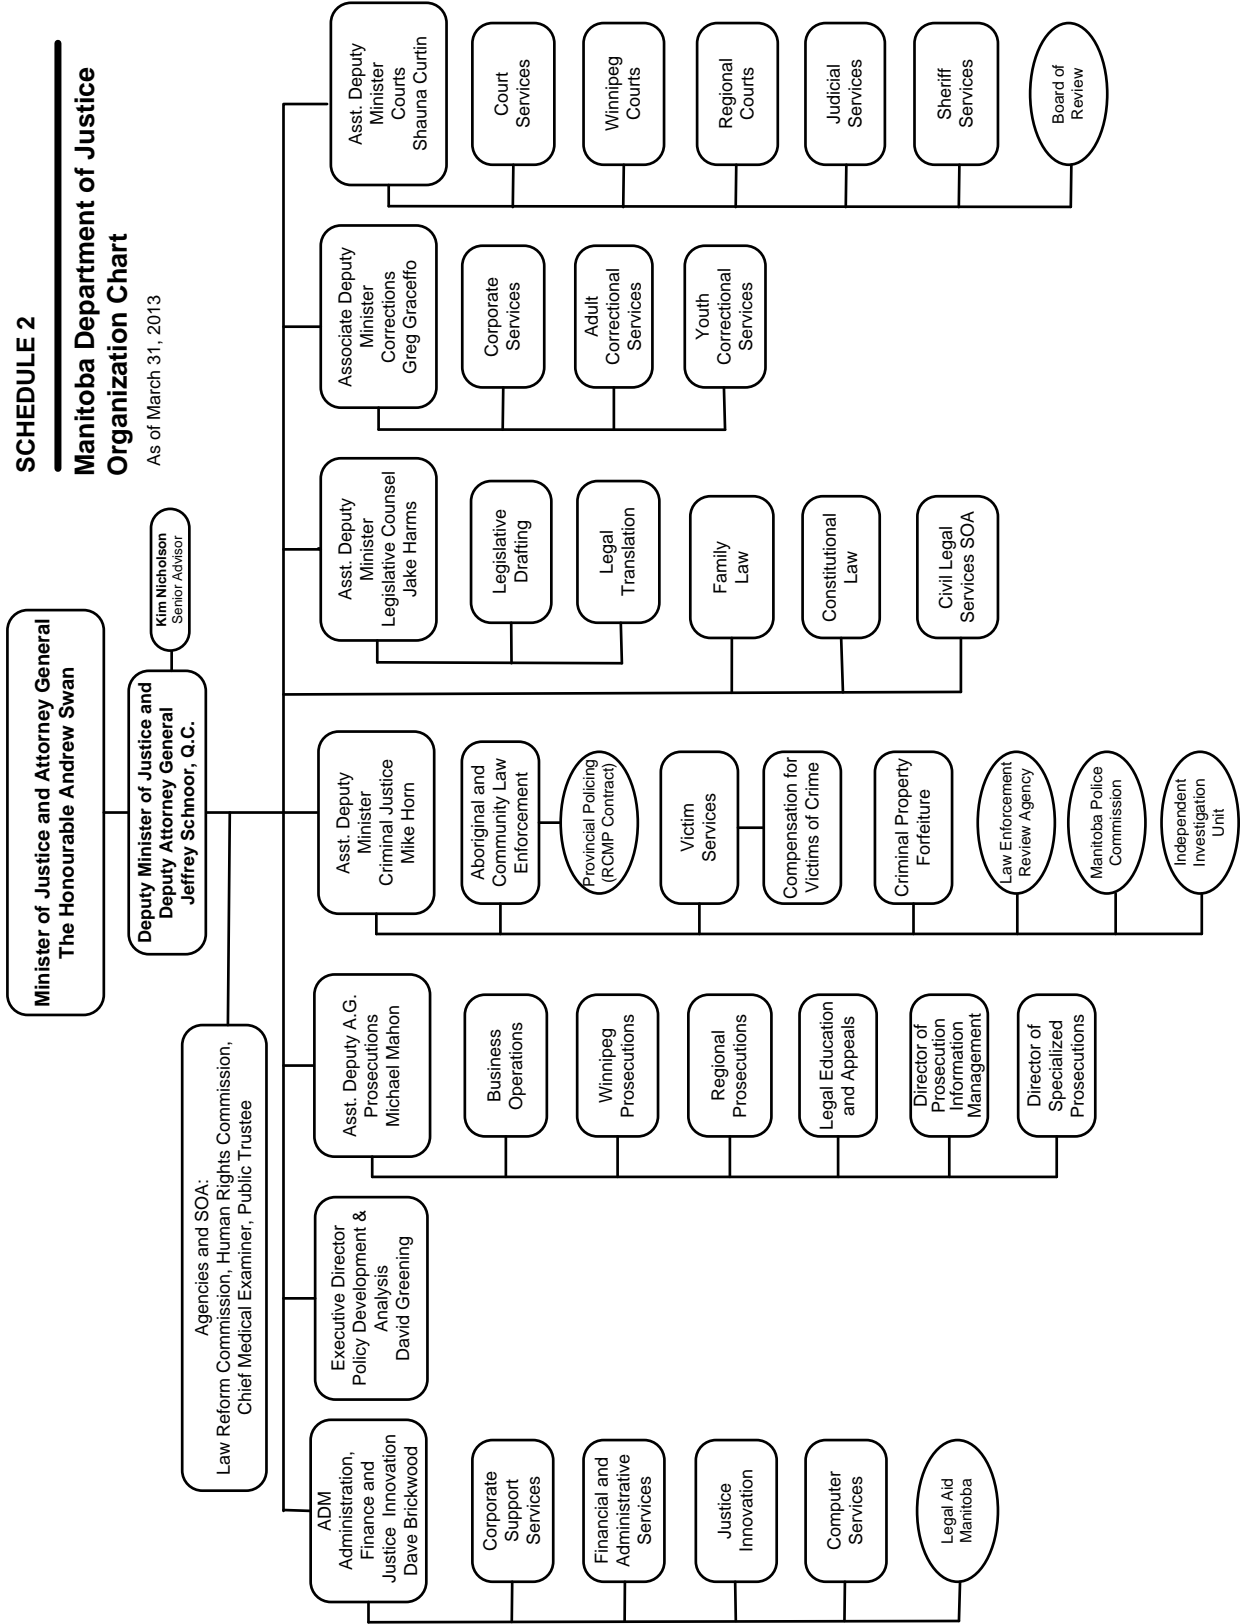 SCHEDULE 2
Manitoba Department of Justice
Organization Chart
As of March 31, 2013
Minister of Justice and Attorney General
The Honourable Andrew Swan
Deputy Minister of Justice and
Deputy Attorney General
Jeffrey Schnoor, Q.C.
Kim Nicholson
Senior Advisor
Agencies and SOA:
Law Reform Commission, Human Rights Commission,
Chief Medical Examiner, Public Trustee
ADM
Administration,
Finance and
Justice Innovation
Dave Brickwood
Corporate
Support
Services
Financial and
Administrative
Services
Justice
Innovation
Computer
Services
Legal Aid
Manitoba
Executive Director
Policy Development &
Analysis
David Greening
Asst. Deputy A.G.
Prosecutions
Michael Mahon
Business
Operations
Winnipeg
Prosecutions
Regional
Prosecutions
Legal Education
and Appeals
Director of
Prosecution
Information
Management
Director of
Specialized
Prosecutions
Asst. Deputy
Minister
Criminal Justice
Mike Horn
Aboriginal and
Community Law
Enforcement
Provincial Policing
(RCMP Contract)
Victim
Services
Compensation for
Victims of Crime
Criminal Property
Forfeiture
Law Enforcement
Review Agency
Manitoba Police
Commission
Independent
Investigation
Unit
Asst. Deputy
Minister
Legislative Counsel
Jake Harms
Legislative
Drafting
Legal
Translation
Family
Law
Constitutional
Law
Civil Legal
Services SOA
Associate Deputy
Minister
Corrections
Greg Graceffo
Corporate
Services
Adult
Correctional
Services
Youth
Correctional
Services
Asst. Deputy
Minister
Courts
Shauna Curtin
Court
Services
Winnipeg
Courts
Regional
Courts
Judicial
Services
Sheriff
Services
Board of
Review